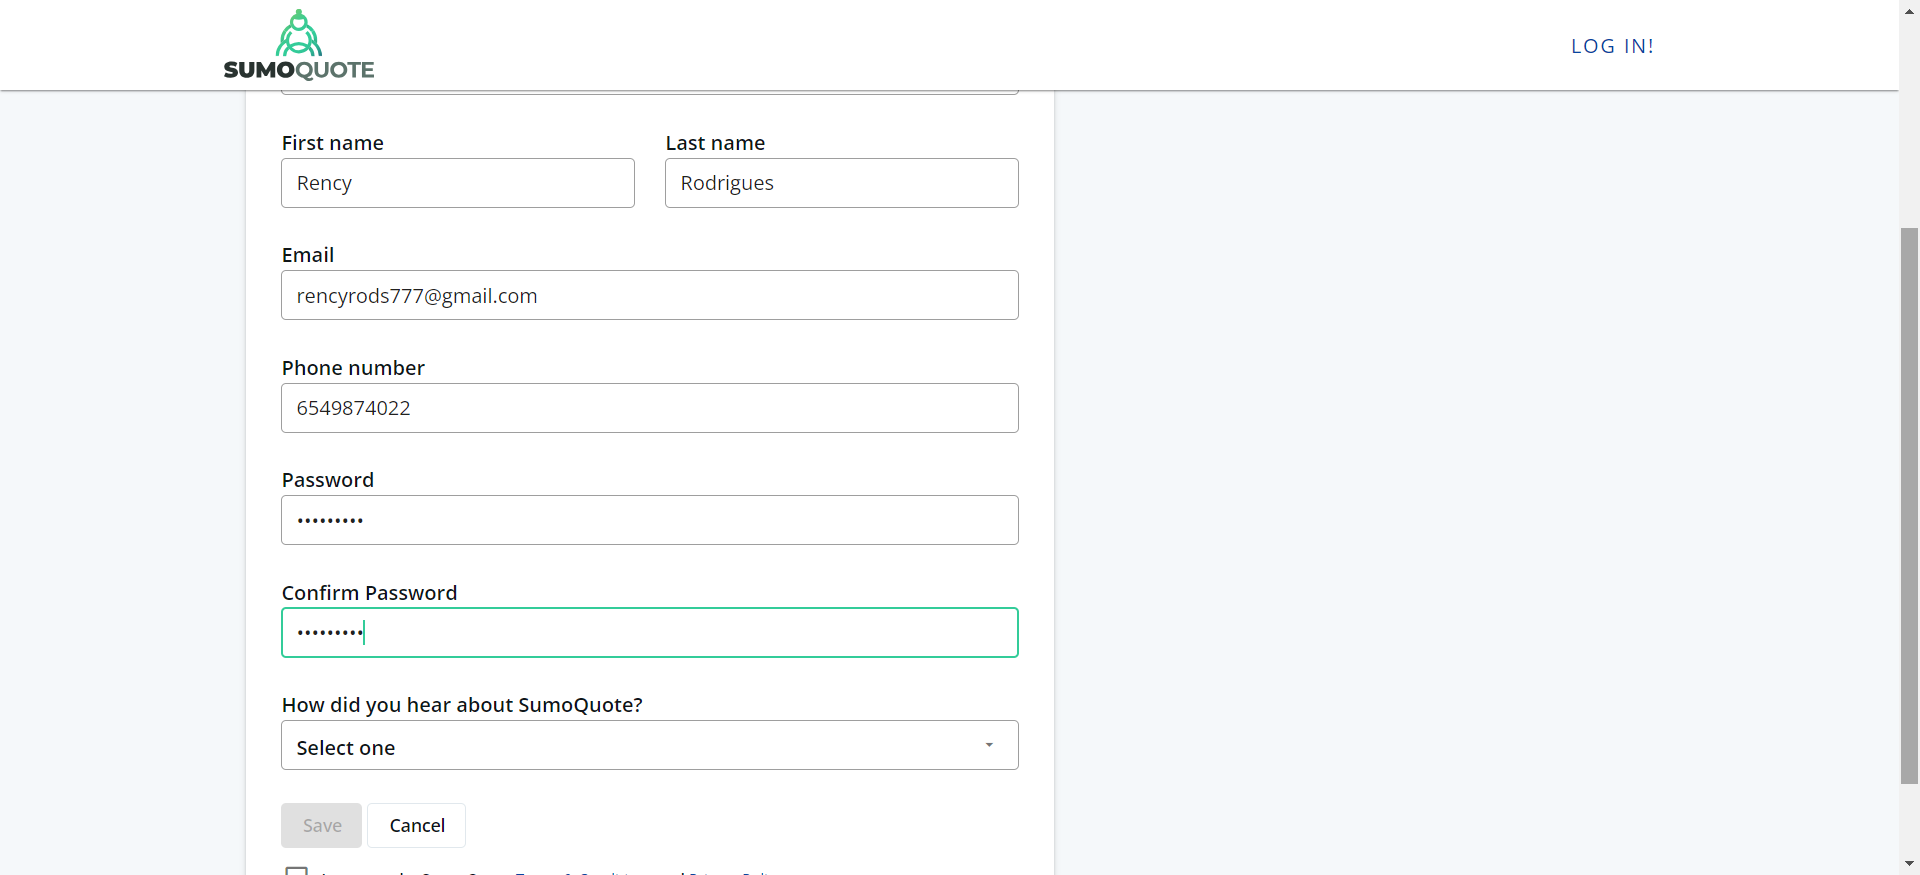 SUMOQUOTE
LOG IN!
First name
Last name
Rency
Rodrigues
Email
rencyrods777@gmail.com
Phone number
6549874022
Password
•••••••••
Confirm Password
•••••••••
How did you hear about SumoQuote?
Select one
Save
Cancel